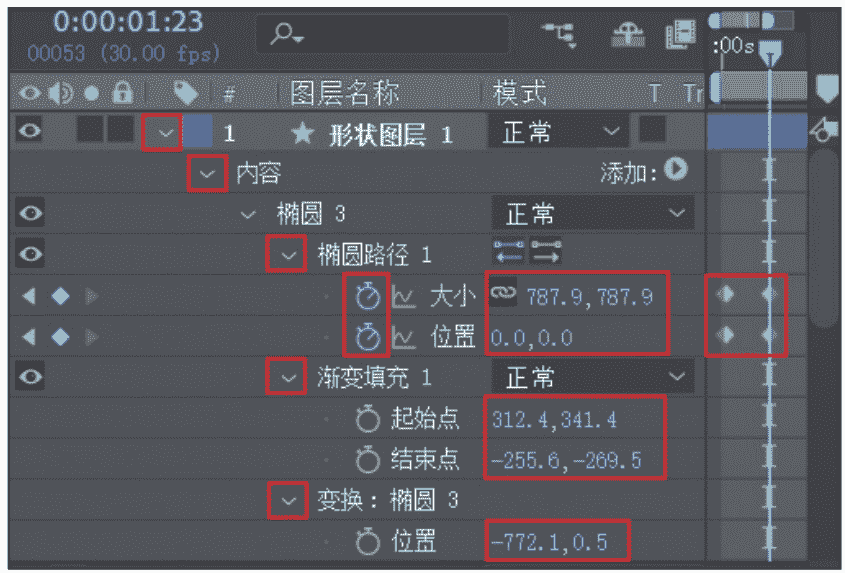 0:00:01:23
00053 (30.00 fps)
:00s
# 图层名称 模式 T Tr
1 ★ 形状图层 1 正常
内容 添加:
椭圆 3 正常
椭圆路径 1
大小 787.9,787.9
位置 0.0,0.0
渐变填充 1 正常
起始点 312.4,341.4
结束点 -255.6,-269.5
变换: 椭圆 3
位置 -772.1,0.5